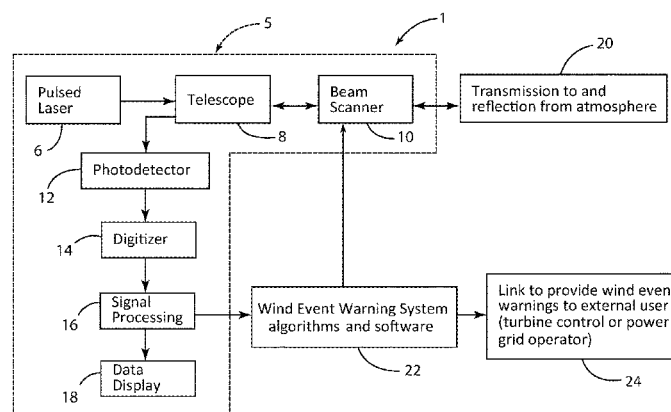 5
1
20
Pulsed
Laser
Telescope
Beam
Scanner
Transmission to and
reflection from atmosphere
6
8
10
Photodetector
12
Digitizer
14
Signal
Processing
16
Wind Event Warning System
algorithms and software
Link to provide wind even
warnings to external user
(turbine control or power
grid operator)
Data
Display
18
22
24